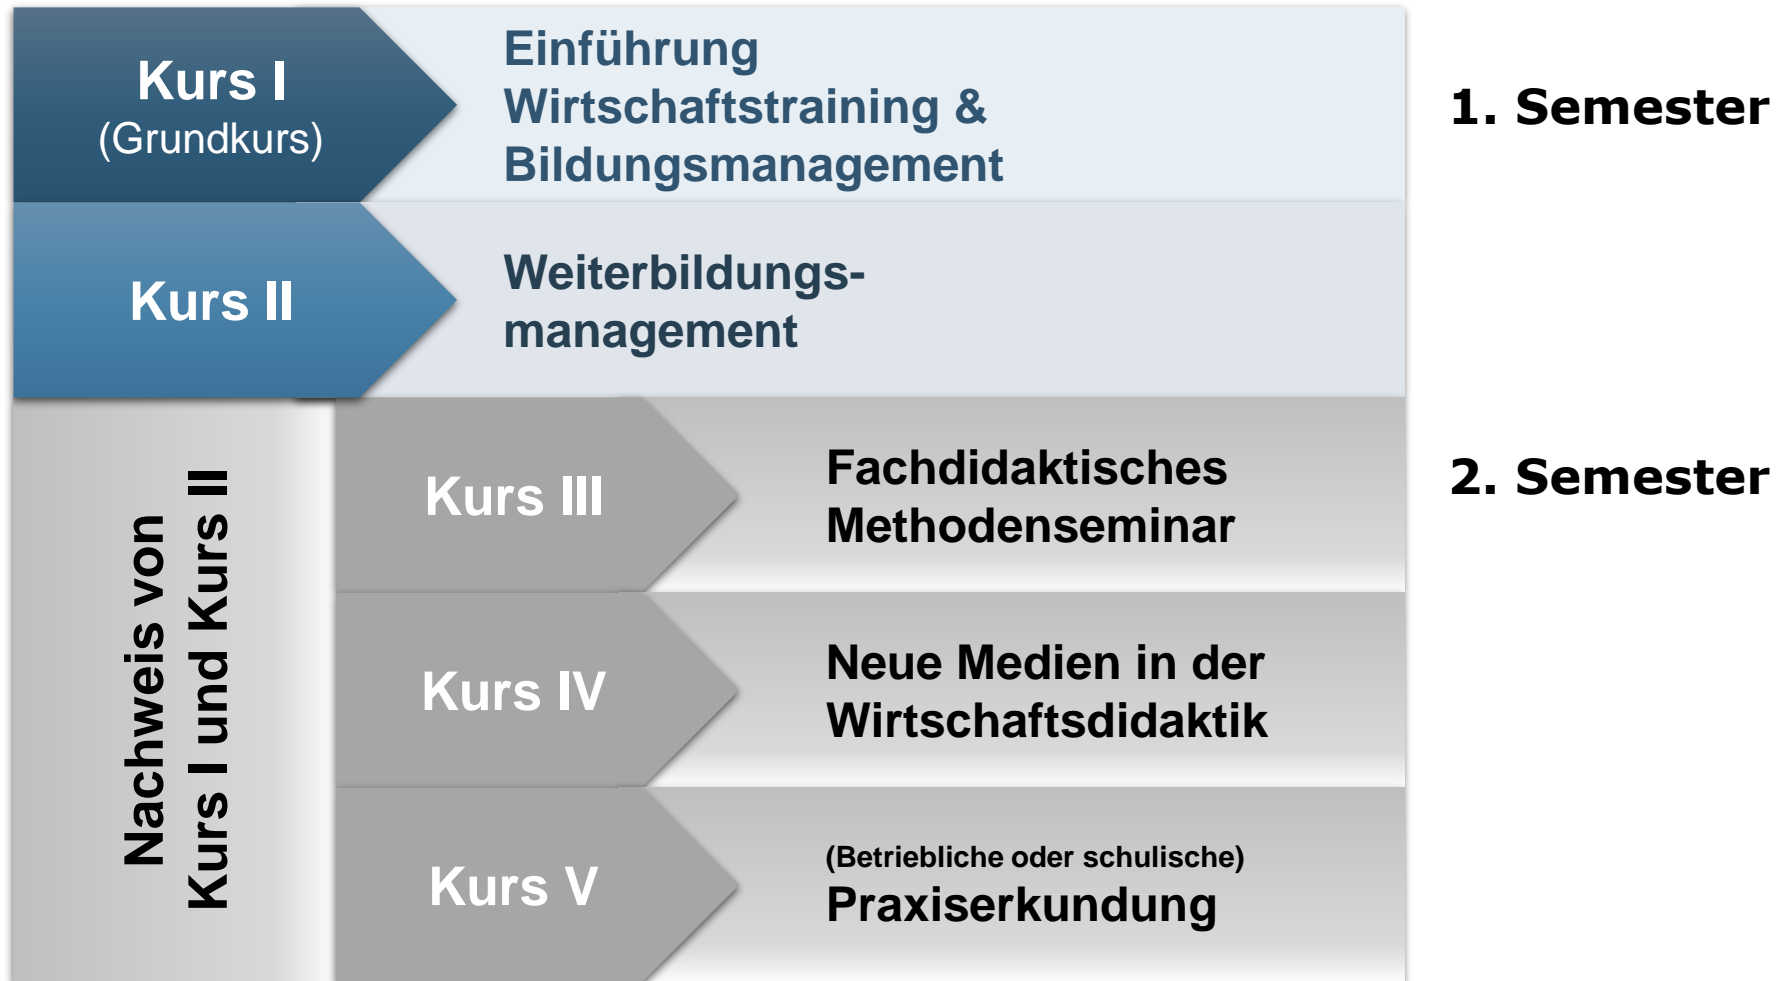 Kurs I
(Grundkurs)
Einführung
Wirtschaftstraining &
Bildungsmanagement
1. Semester
Kurs II
Weiterbildungs-
management
Nachweis von
Kurs I und Kurs II
Kurs III
Fachdidaktisches
Methodenseminar
2. Semester
Kurs IV
Neue Medien in der
Wirtschaftsdidaktik
Kurs V
(Betriebliche oder schulische)
Praxiserkundung